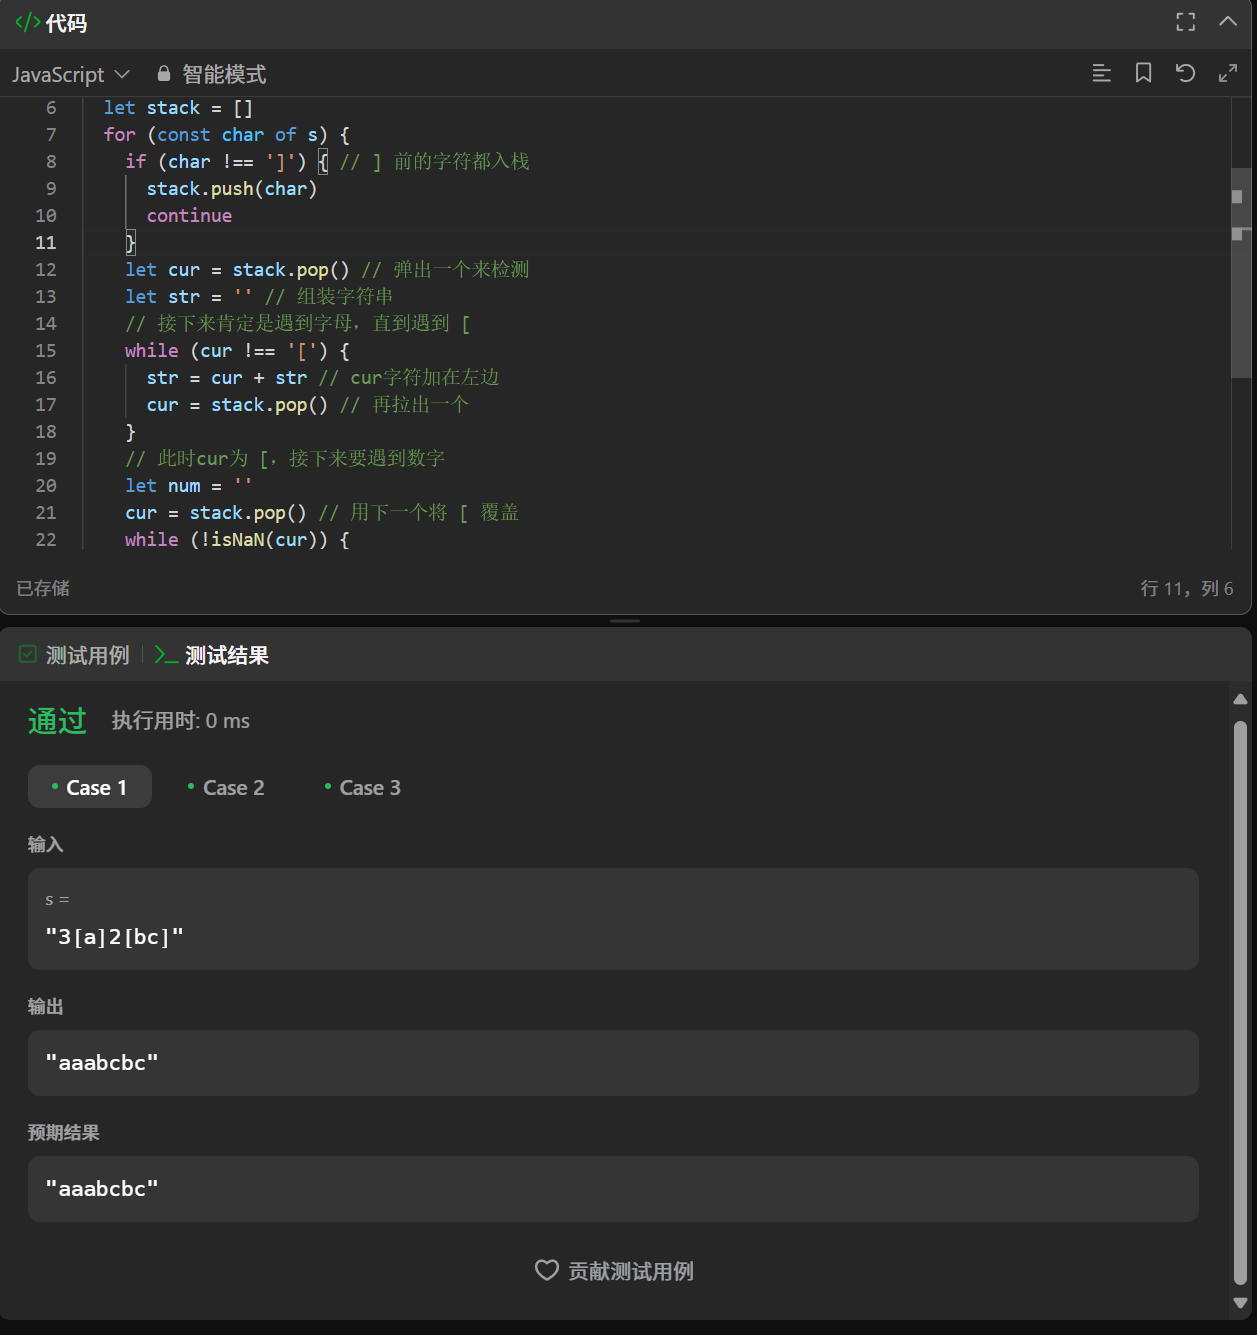 </> 代码
JavaScript 智能模式
6 let stack = []
7 for (const char of s) {
8 if (char !== ']') { // ] 前的字符都入栈
9 stack.push(char)
10 continue
11 }
12 let cur = stack.pop() // 弹出一个来检测
13 let str = '' // 组装字符串
14 // 接下来肯定是遇到字母，直到遇到 [
15 while (cur !== '[') {
16 str = cur + str // cur字符加在左边
17 cur = stack.pop() // 再拉出一个
18 }
19 // 此时cur为 [，接下来要遇到数字
20 let num = ''
21 cur = stack.pop() // 用下一个将 [ 覆盖
22 while (!isNaN(cur)) {
已存储 行 11，列 6
测试用例 >_ 测试结果
通过 执行用时: 0 ms
• Case 1 • Case 2 • Case 3
输入
s =
"3[a]2[bc]"
输出
"aaabcbc"
预期结果
"aaabcbc"
贡献测试用例